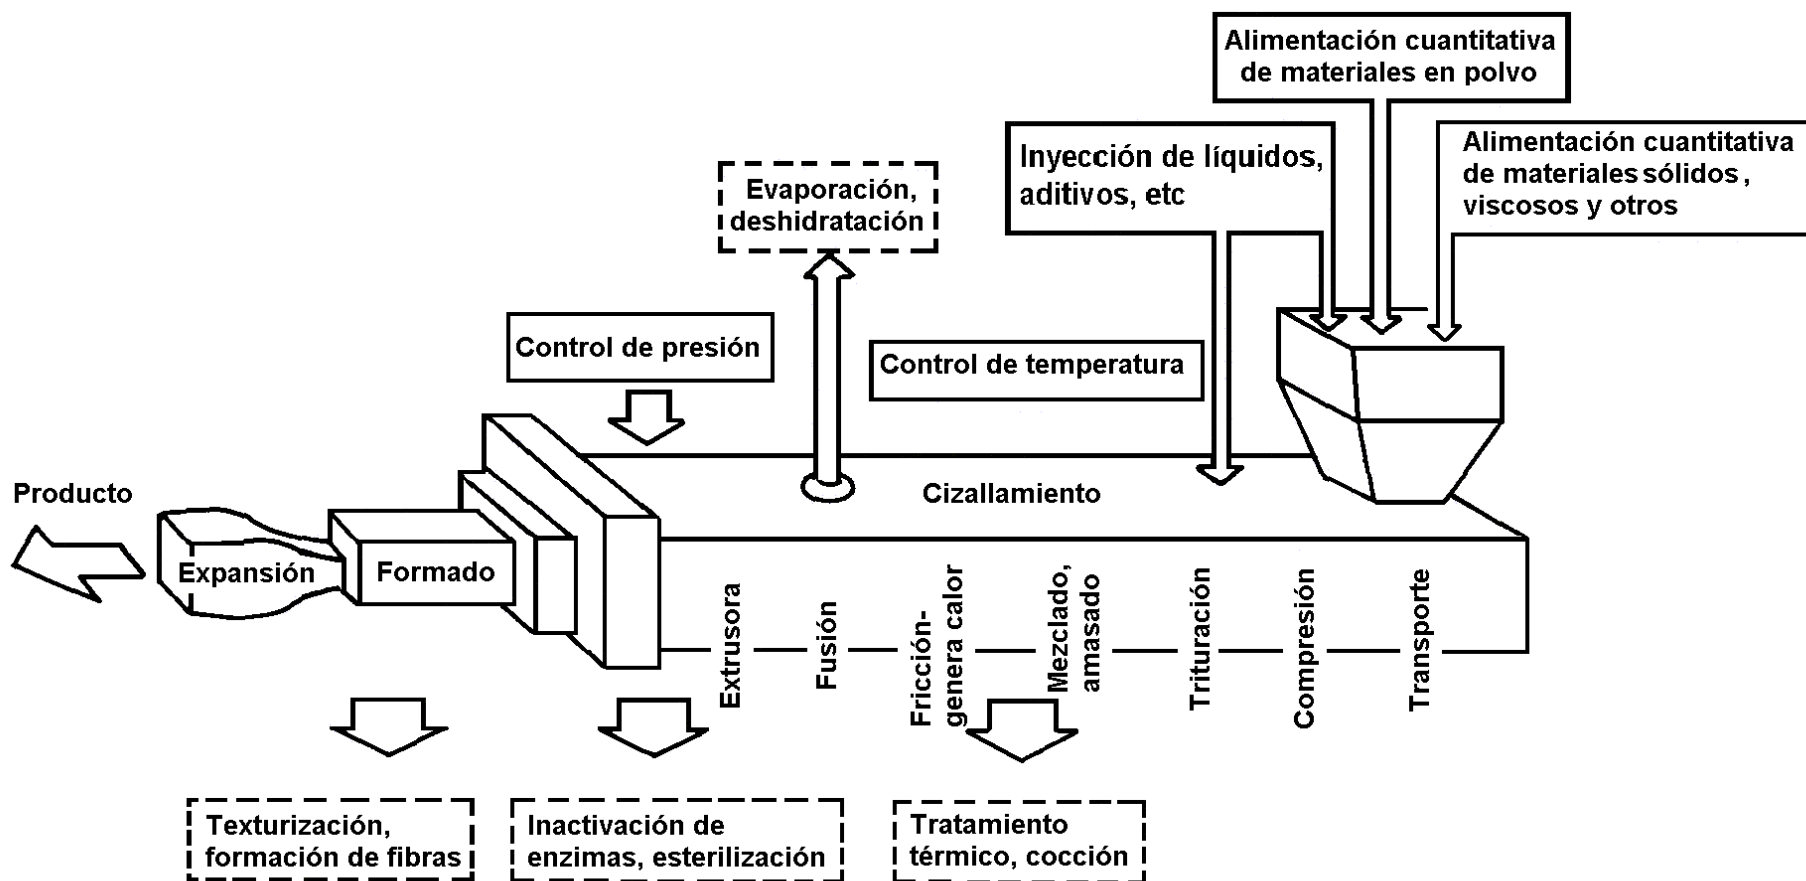 Alimentación cuantitativa
de materiales en polvo
Inyección de líquidos,
aditivos, etc
Alimentación cuantitativa
de materiales sólidos ,
viscosos y otros
Evaporación,
deshidratación
Control de presión
Control de temperatura
Producto
Cizallamiento
Expansión
Formado
Extrusora
Fusión
Fricción-
genera calor
Mezclado,
amasado
Trituración
Compresión
Transporte
Texturización,
formación de fibras
Inactivación de
enzimas, esterilización
Tratamiento
térmico, cocción